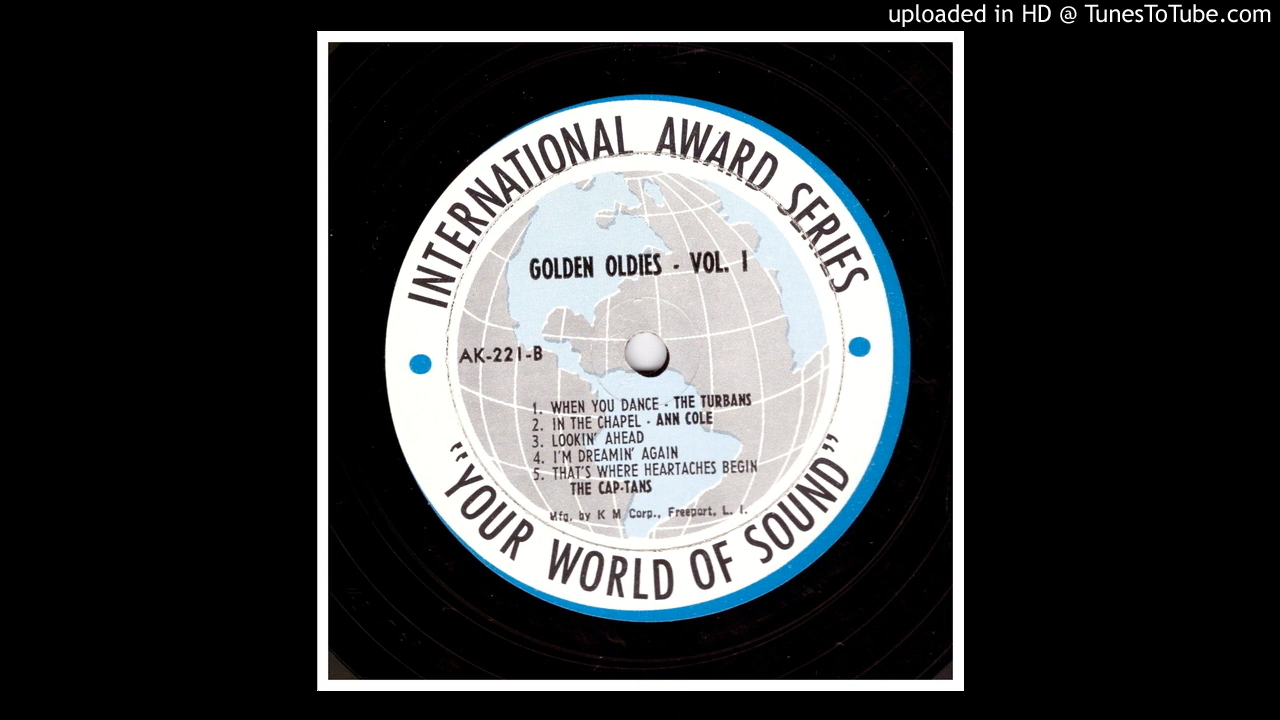 uploaded in HD @ TunesToTube.com
INTERNATIONAL AWARD SERIES
GOLDEN OLDIES - VOL. I
AK-221-B
1. WHEN YOU DANCE - THE TURBANS
2. IN THE CHAPEL - ANN COLE
3. LOOKIN' AHEAD
4. I'M DREAMIN' AGAIN
5. THAT'S WHERE HEARTACHES BEGIN
THE CAP-TANS
Mfg. by K M Corp., Freeport, L. I.
"YOUR WORLD OF SOUND"